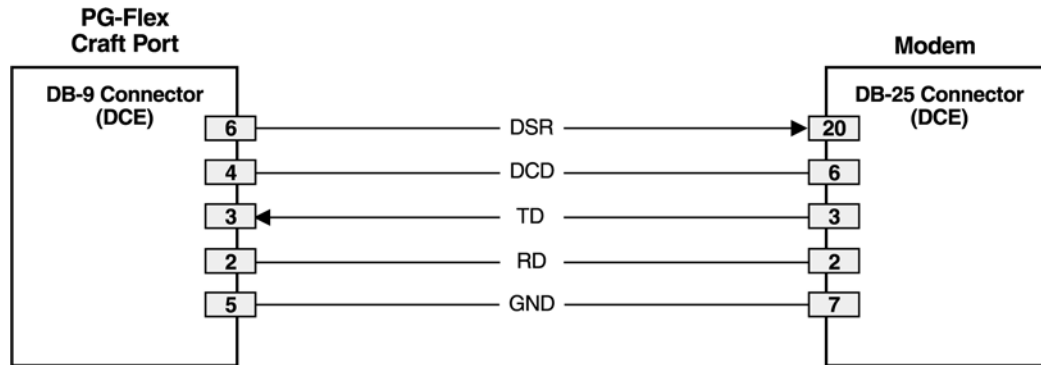 PG-Flex
Craft Port
Modem
DB-9 Connector
(DCE)
DB-25 Connector
(DCE)
6 DSR 20
4 DCD 6
3 TD 3
2 RD 2
5 GND 7